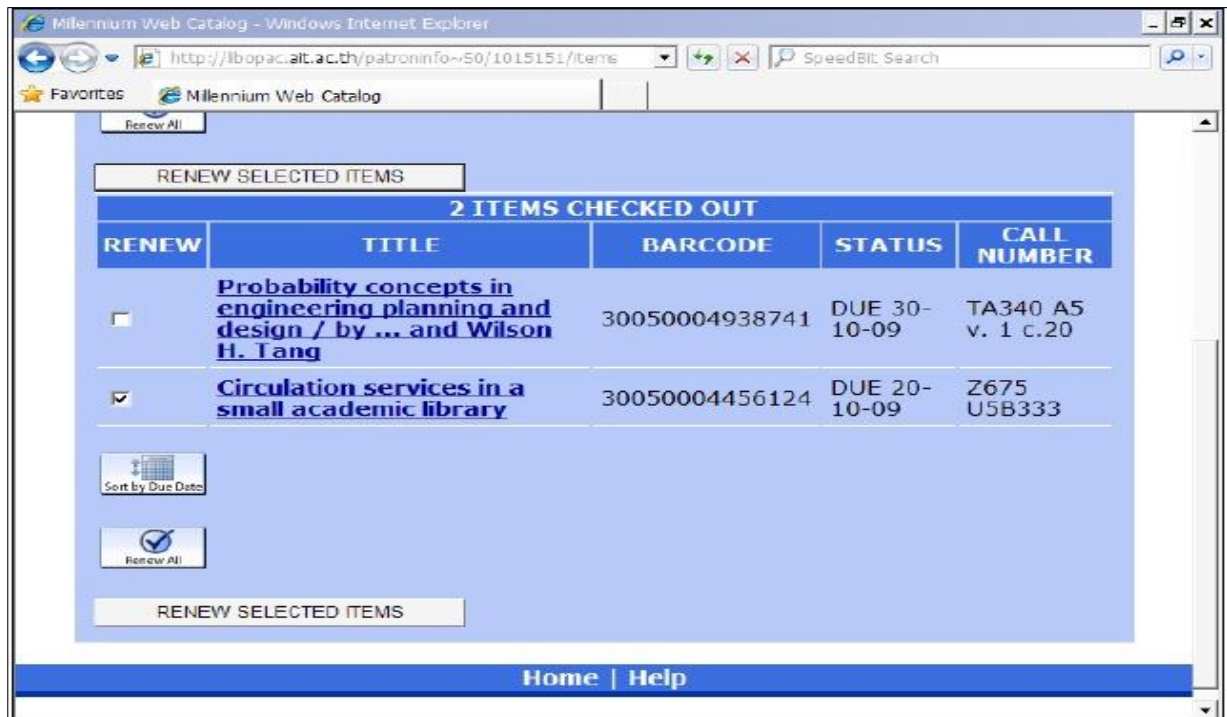 Millennium Web Catalog - Windows Internet Explorer
http://libopac.ait.ac.th/patroninfo~S0/1015151/items
SpeedBit Search
Favorites
Millennium Web Catalog
Renew All
RENEW SELECTED ITEMS
2 ITEMS CHECKED OUT
RENEW TITLE BARCODE STATUS CALL NUMBER
Probability concepts in
engineering planning and
design / by ... and Wilson
H. Tang
30050004938741
DUE 30-
10-09
TA340 A5
v. 1 c.20
Circulation services in a
small academic library
30050004456124
DUE 20-
10-09
Z675
U5B333
Sort by Due Date
Renew All
RENEW SELECTED ITEMS
Home | Help